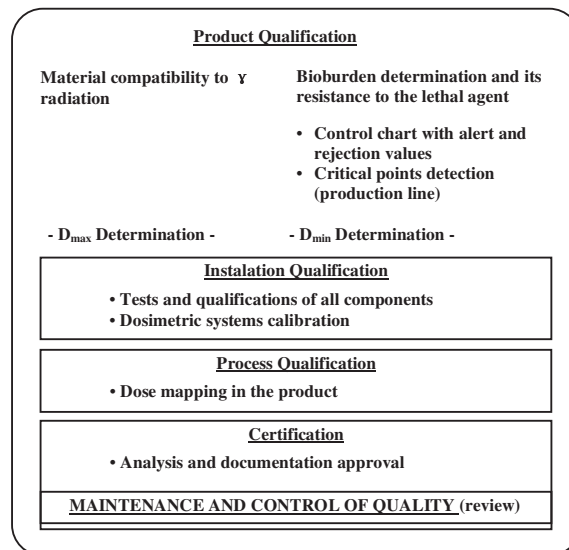 Product Qualification
Material compatibility to ɣ
radiation
Bioburden determination and its
resistance to the lethal agent
• Control chart with alert and
rejection values
• Critical points detection
(production line)
- Dmax Determination -
- Dmin Determination -
Instalation Qualification
• Tests and qualifications of all components
• Dosimetric systems calibration
Process Qualification
• Dose mapping in the product
Certification
• Analysis and documentation approval
MAINTENANCE AND CONTROL OF QUALITY (review)